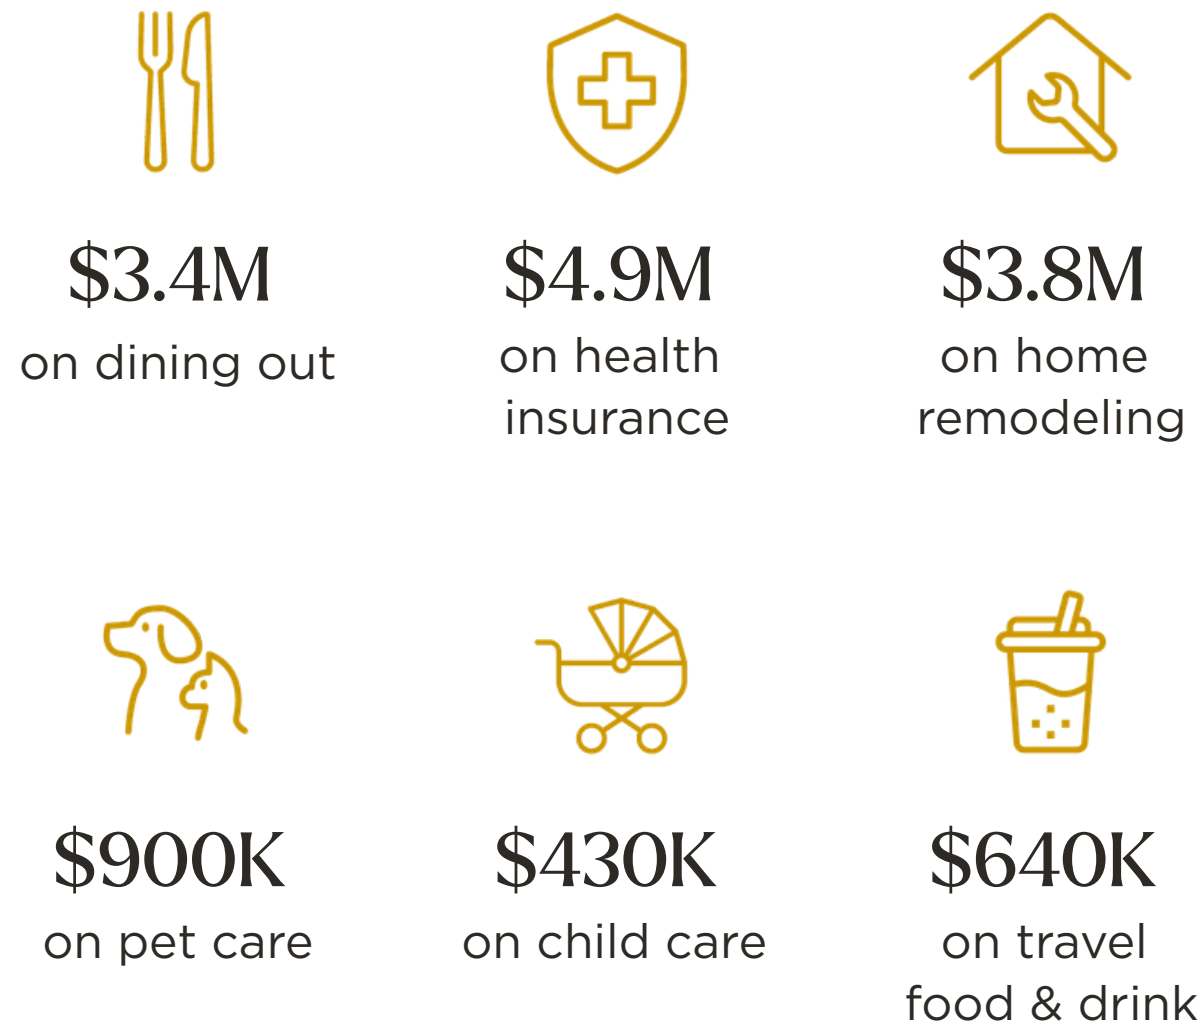 $3.4M
on dining out
$4.9M
on health
insurance
$3.8M
on home
remodeling
$900K
on pet care
$430K
on child care
$640K
on travel
food & drink